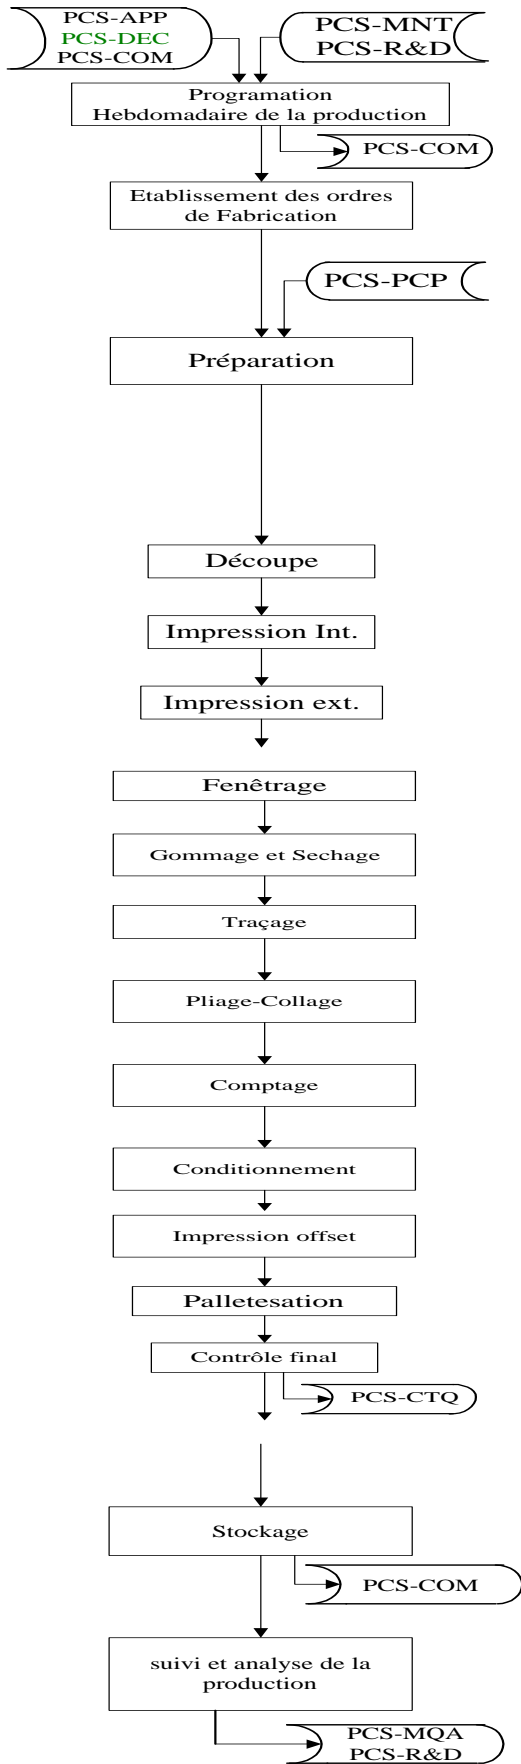 PCS-APP
PCS-DEC
PCS-COM
PCS-MNT
PCS-R&D
Programation
Hebdomadaire de la production
PCS-COM
Etablissement des ordres
de Fabrication
PCS-PCP
Préparation
Découpe
Impression Int.
Impression ext.
Fenêtrage
Gommage et Sechage
Traçage
Pliage-Collage
Comptage
Conditionnement
Impression offset
Palletesation
Contrôle final
PCS-CTQ
Stockage
PCS-COM
suivi et analyse de la
production
PCS-MQA
PCS-R&D